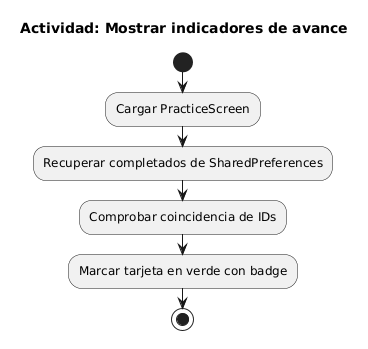 Actividad: Mostrar indicadores de avance
Cargar PracticeScreen
Recuperar completados de SharedPreferences
Comprobar coincidencia de IDs
Marcar tarjeta en verde con badge